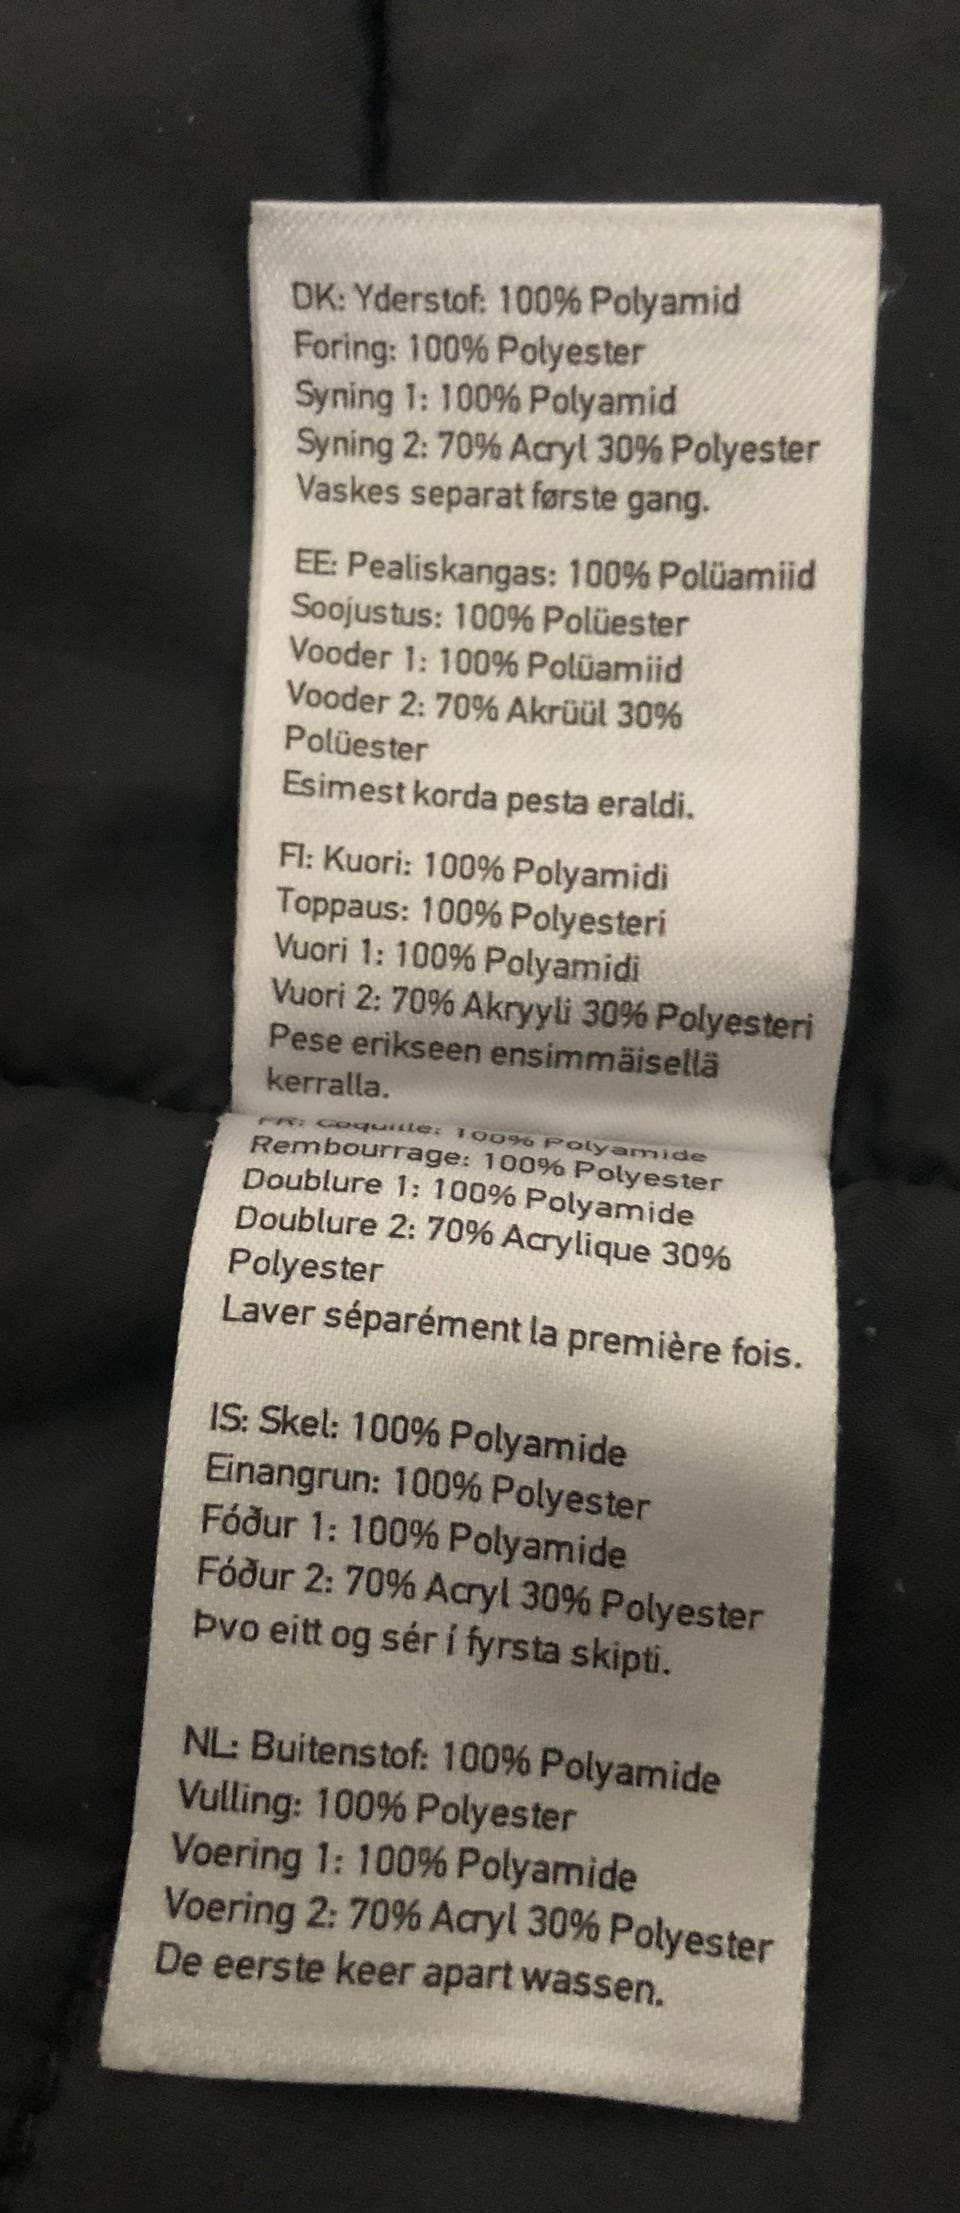 DK: Yderstof: 100% Polyamid
Foring: 100% Polyester
Syning 1: 100% Polyamid
Syning 2: 70% Acryl 30% Polyester
Vaskes separat første gang.
EE: Pealiskangas: 100% Polüamiid
Soojustus: 100% Polüester
Vooder 1: 100% Polüamiid
Vooder 2: 70% Akrüül 30%
Polüester
Esimest korda pesta eraldi.
FI: Kuori: 100% Polyamidi
Toppaus: 100% Polyesteri
Vuori 1: 100% Polyamidi
Vuori 2: 70% Akryyli 30% Polyesteri
Pese erikseen ensimmäisellä
kerralla.
FR: Coquille: 100% Polyamide
Rembourrage: 100% Polyester
Doublure 1: 100% Polyamide
Doublure 2: 70% Acrylique 30%
Polyester
Laver séparément la première fois.
IS: Skel: 100% Polyamide
Einangrun: 100% Polyester
Fóður 1: 100% Polyamide
Fóður 2: 70% Acryl 30% Polyester
Þvo eitt og sér í fyrsta skipti.
NL: Buitenstof: 100% Polyamide
Vulling: 100% Polyester
Voering 1: 100% Polyamide
Voering 2: 70% Acryl 30% Polyester
De eerste keer apart wassen.